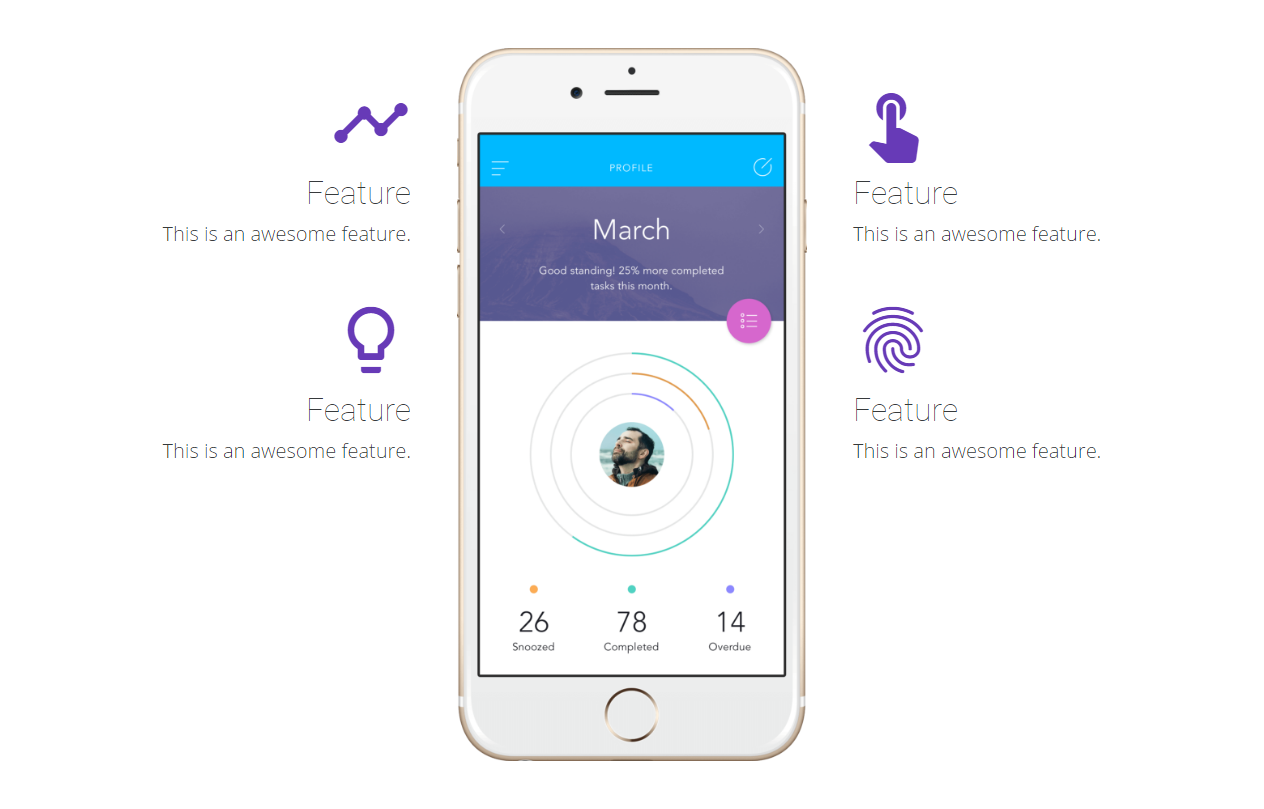 Feature
This is an awesome feature.
Feature
This is an awesome feature.
PROFILE
March
Good standing! 25% more completed
tasks this month.
26 78 14
Snoozed Completed Overdue
Feature
This is an awesome feature.
Feature
This is an awesome feature.